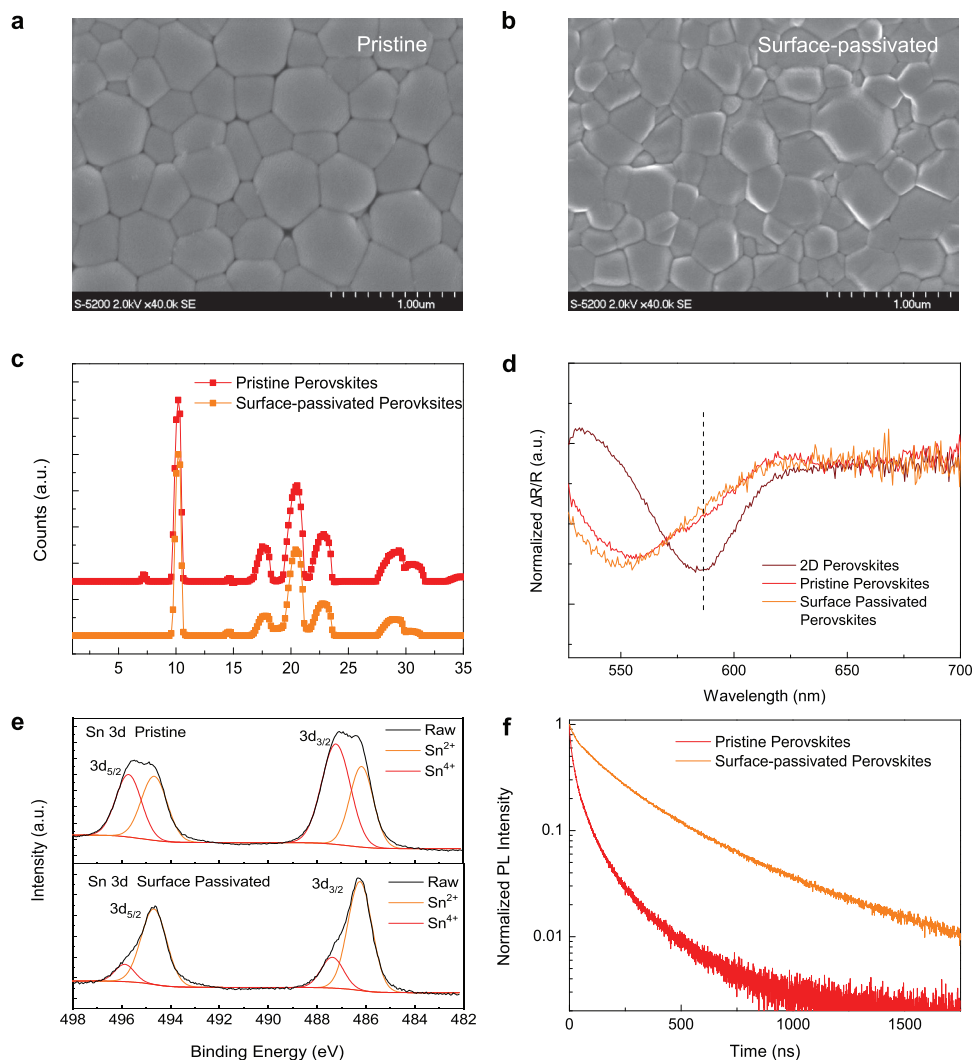 a
Pristine
S-5200 2.0kV x40.0k SE 1.00um
b
Surface-passivated
S-5200 2.0kV x40.0k SE 1.00um
c
Pristine Perovskites
Surface-passivated Perovksites
Counts (a.u.)
5 10 15 20 25 30 35
d
Normalized ΔR/R (a.u.)
2D Perovskites
Pristine Perovskites
Surface Passivated
Perovskites
550 600 650 700
Wavelength (nm)
e
Sn 3d Pristine
3d5/2
3d3/2
Raw
Sn2+
Sn4+
Intensity (a.u.)
Sn 3d Surface Passivated
3d5/2
3d3/2
Raw
Sn2+
Sn4+
498 496 494 492 490 488 486 484 482
Binding Energy (eV)
f
Pristine Perovskites
Surface-passivated Perovskites
Normalized PL Intensity
1
0.1
0.01
0 500 1000 1500
Time (ns)